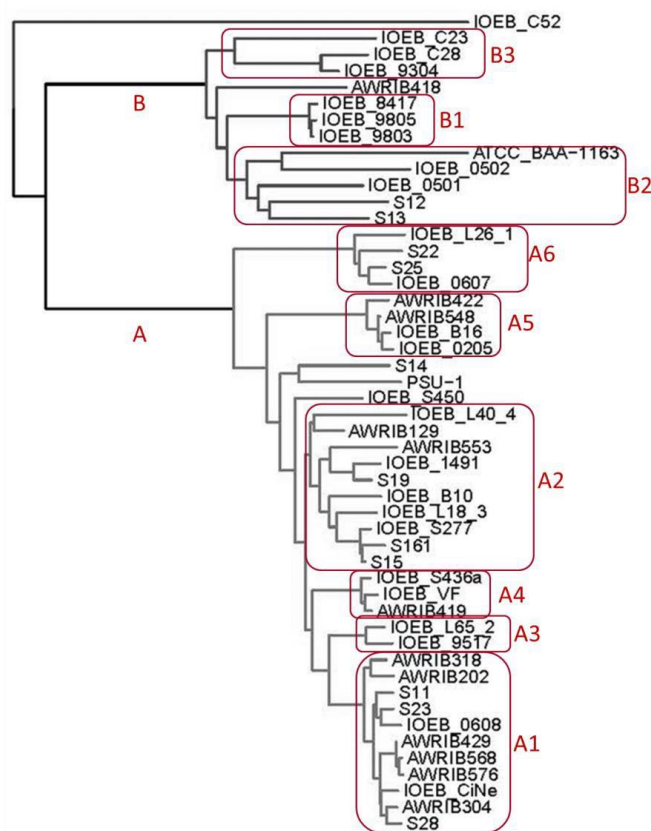 IOEB_C52
IOEB_C23
IOEB_C28
IOEB_9304
B3
AWRIB418
B
IOEB_8417
IOEB_9805
IOEB_9803
B1
ATCC_BAA-1163
IOEB_0502
IOEB_0501
S12
S13
B2
IOEB_L26_1
S22
S25
IOEB_0607
A6
AWRIB422
AWRIB548
IOEB_B16
IOEB_0205
A5
A
S14
PSU-1
IOEB_S450
IOEB_L40_4
AWRIB129
AWRIB553
IOEB_1491
S19
IOEB_B10
IOEB_L18_3
IOEB_S277
S161
S15
A2
IOEB_S436a
IOEB_VF
AWRIB419
A4
IOEB_L65_2
IOEB_9517
A3
AWRIB318
AWRIB202
S11
S23
IOEB_0608
AWRIB429
AWRIB568
AWRIB576
IOEB_CiNe
AWRIB304
S28
A1